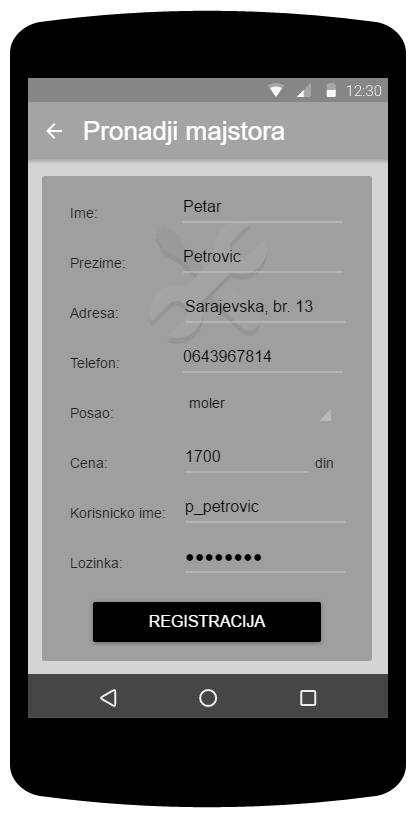 12:30
Pronadji majstora
Ime: Petar
Prezime: Petrovic
Adresa: Sarajevska, br. 13
Telefon: 0643967814
Posao: moler
Cena: 1700 din
Korisnicko ime: p_petrovic
Lozinka: ●●●●●●●●
REGISTRACIJA